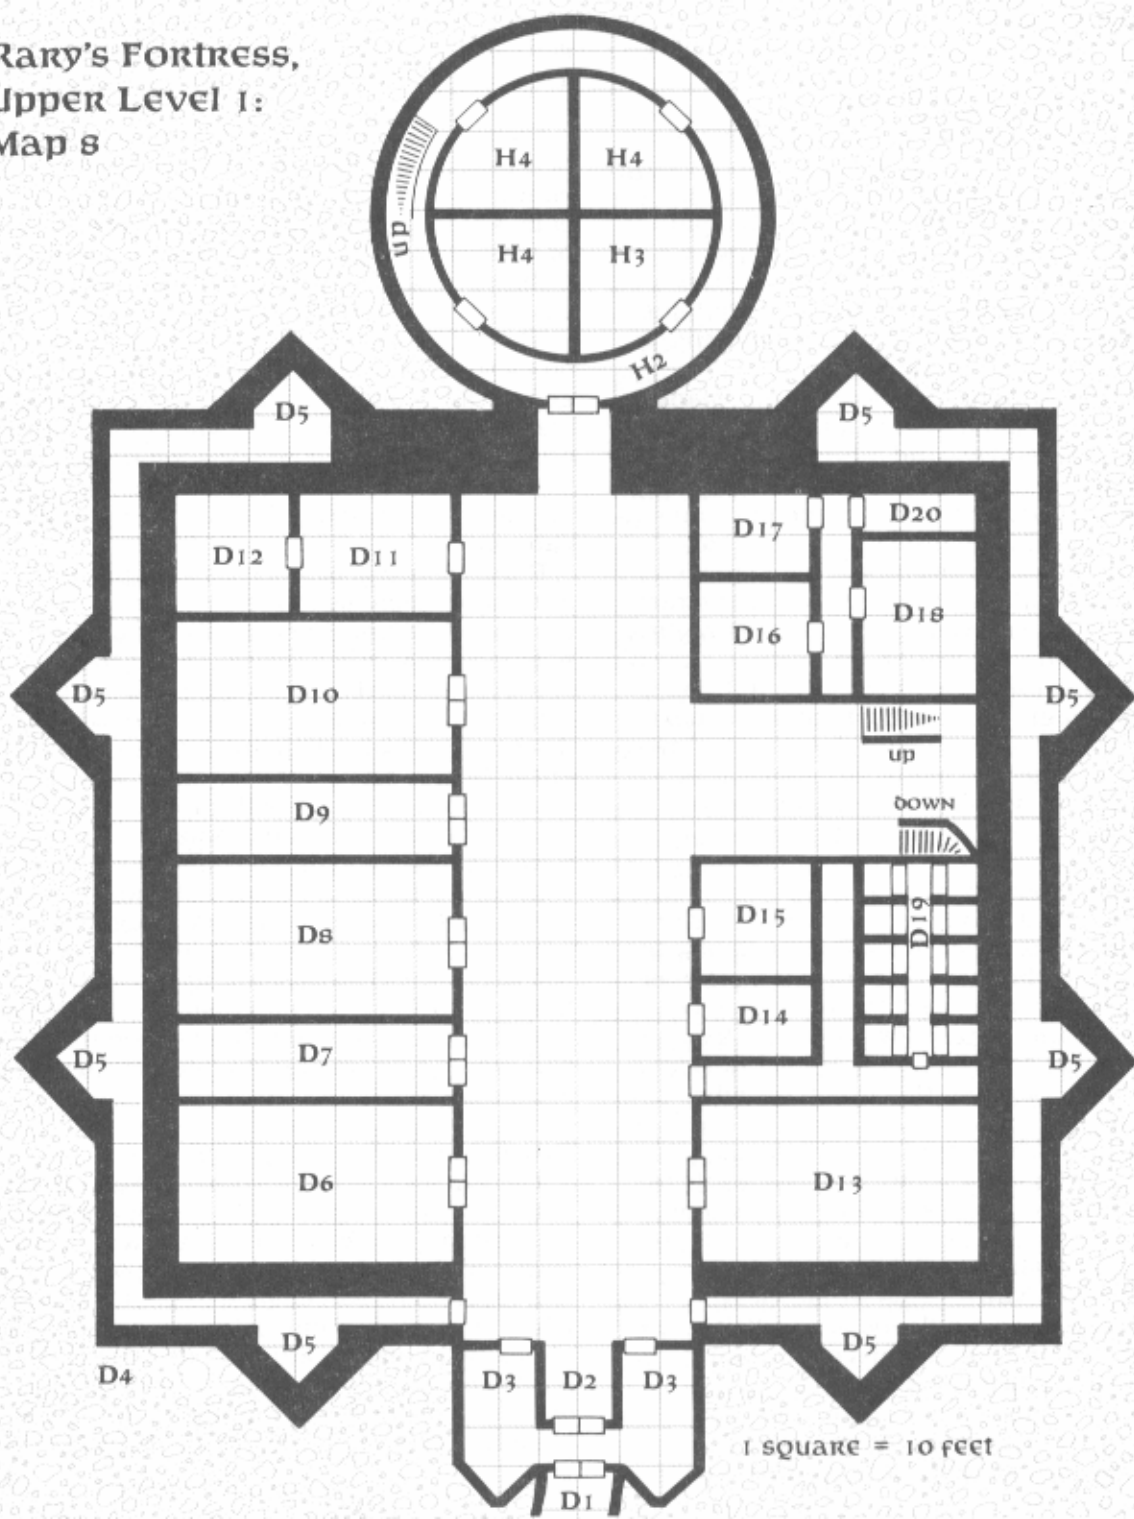 Rary's Fortress,
Upper Level 1:
Map 8
H4
H4
up
H4
H3
H2
D5
D5
D17
D20
D12
D11
D16
D18
D5
D10
D5
up
D9
DOWN
D15
D19
D8
D14
D5
D7
D5
D6
D13
D5
D5
D4
D3
D2
D3
1 square = 10 feet
D1